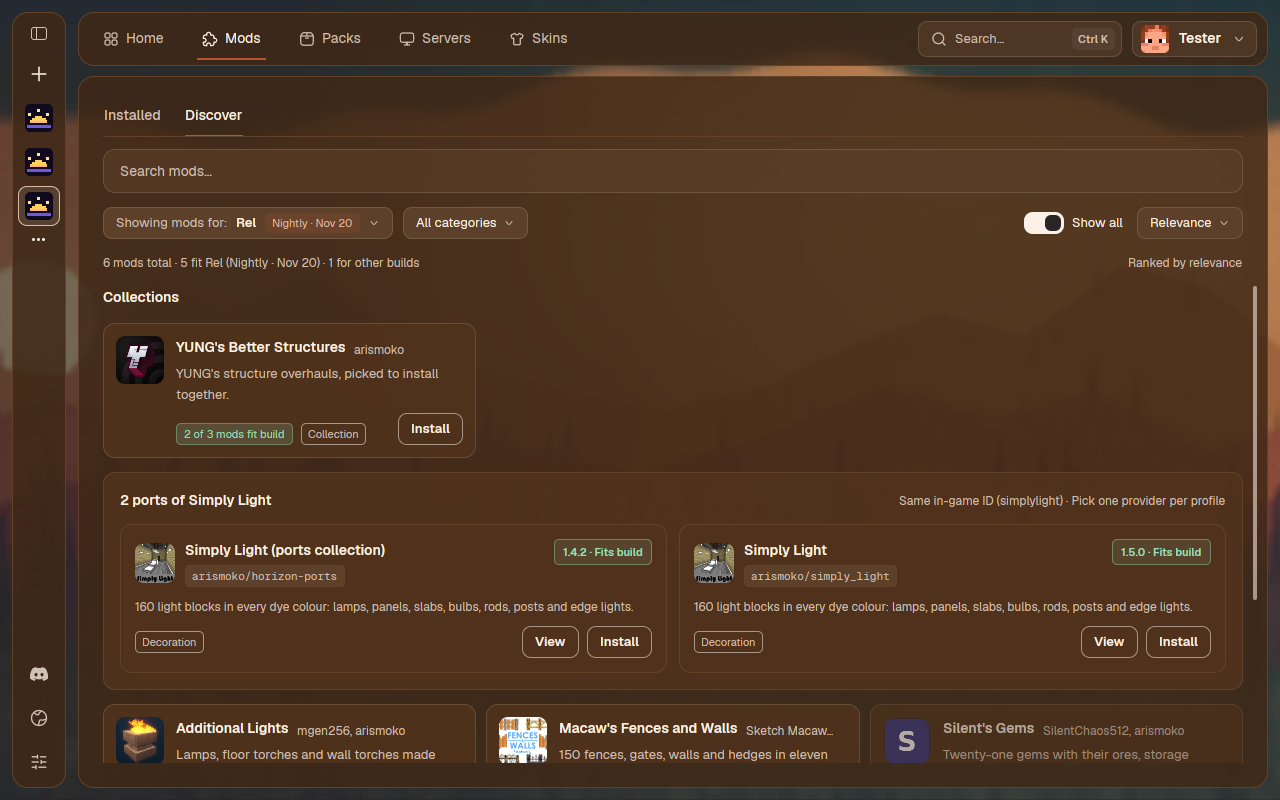 Home
Mods
Packs
Servers
Skins
Search...
Ctrl K
Tester
Installed
Discover
Search mods...
Showing mods for: Rel Nightly · Nov 20
All categories
Show all
Relevance
6 mods total · 5 fit Rel (Nightly · Nov 20) · 1 for other builds
Ranked by relevance
Collections
YUNG's Better Structures arismoko
YUNG's structure overhauls, picked to install
together.
2 of 3 mods fit build
Collection
Install
2 ports of Simply Light
Same in-game ID (simplylight) · Pick one provider per profile
Simply Light (ports collection)
1.4.2 · Fits build
arismoko/horizon-ports
160 light blocks in every dye colour: lamps, panels, slabs, bulbs, rods, posts and edge lights.
Decoration
View
Install
Simply Light
1.5.0 · Fits build
arismoko/simply_light
160 light blocks in every dye colour: lamps, panels, slabs, bulbs, rods, posts and edge lights.
Decoration
View
Install
Simply Light
Simply Light
Additional Lights mgen256, arismoko
Lamps, floor torches and wall torches made
FENCES
WALLS
Macaw's Fences and Walls Sketch Macaw...
150 fences, gates, walls and hedges in eleven
S
Silent's Gems SilentChaos512, arismoko
Twenty-one gems with their ores, storage